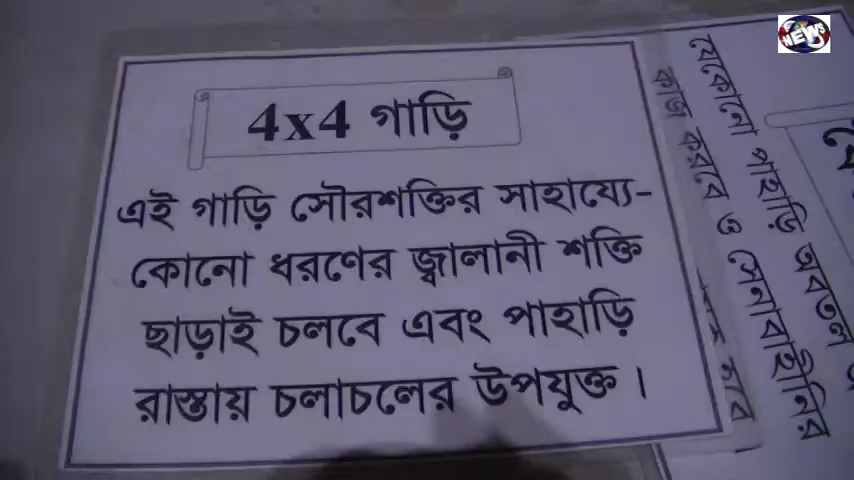 NEWS
4x4 গাড়ি
এই গাড়ি সৌরশক্তির সাহায্যে-
কোনো ধরণের জ্বালানী শক্তি
ছাড়াই চলবে এবং পাহাড়ি
রাস্তায় চলাচলের উপযুক্ত।
যেকোনো পাহাড়ি অবতল
কাজ করবে ও সেনাবাহীনির